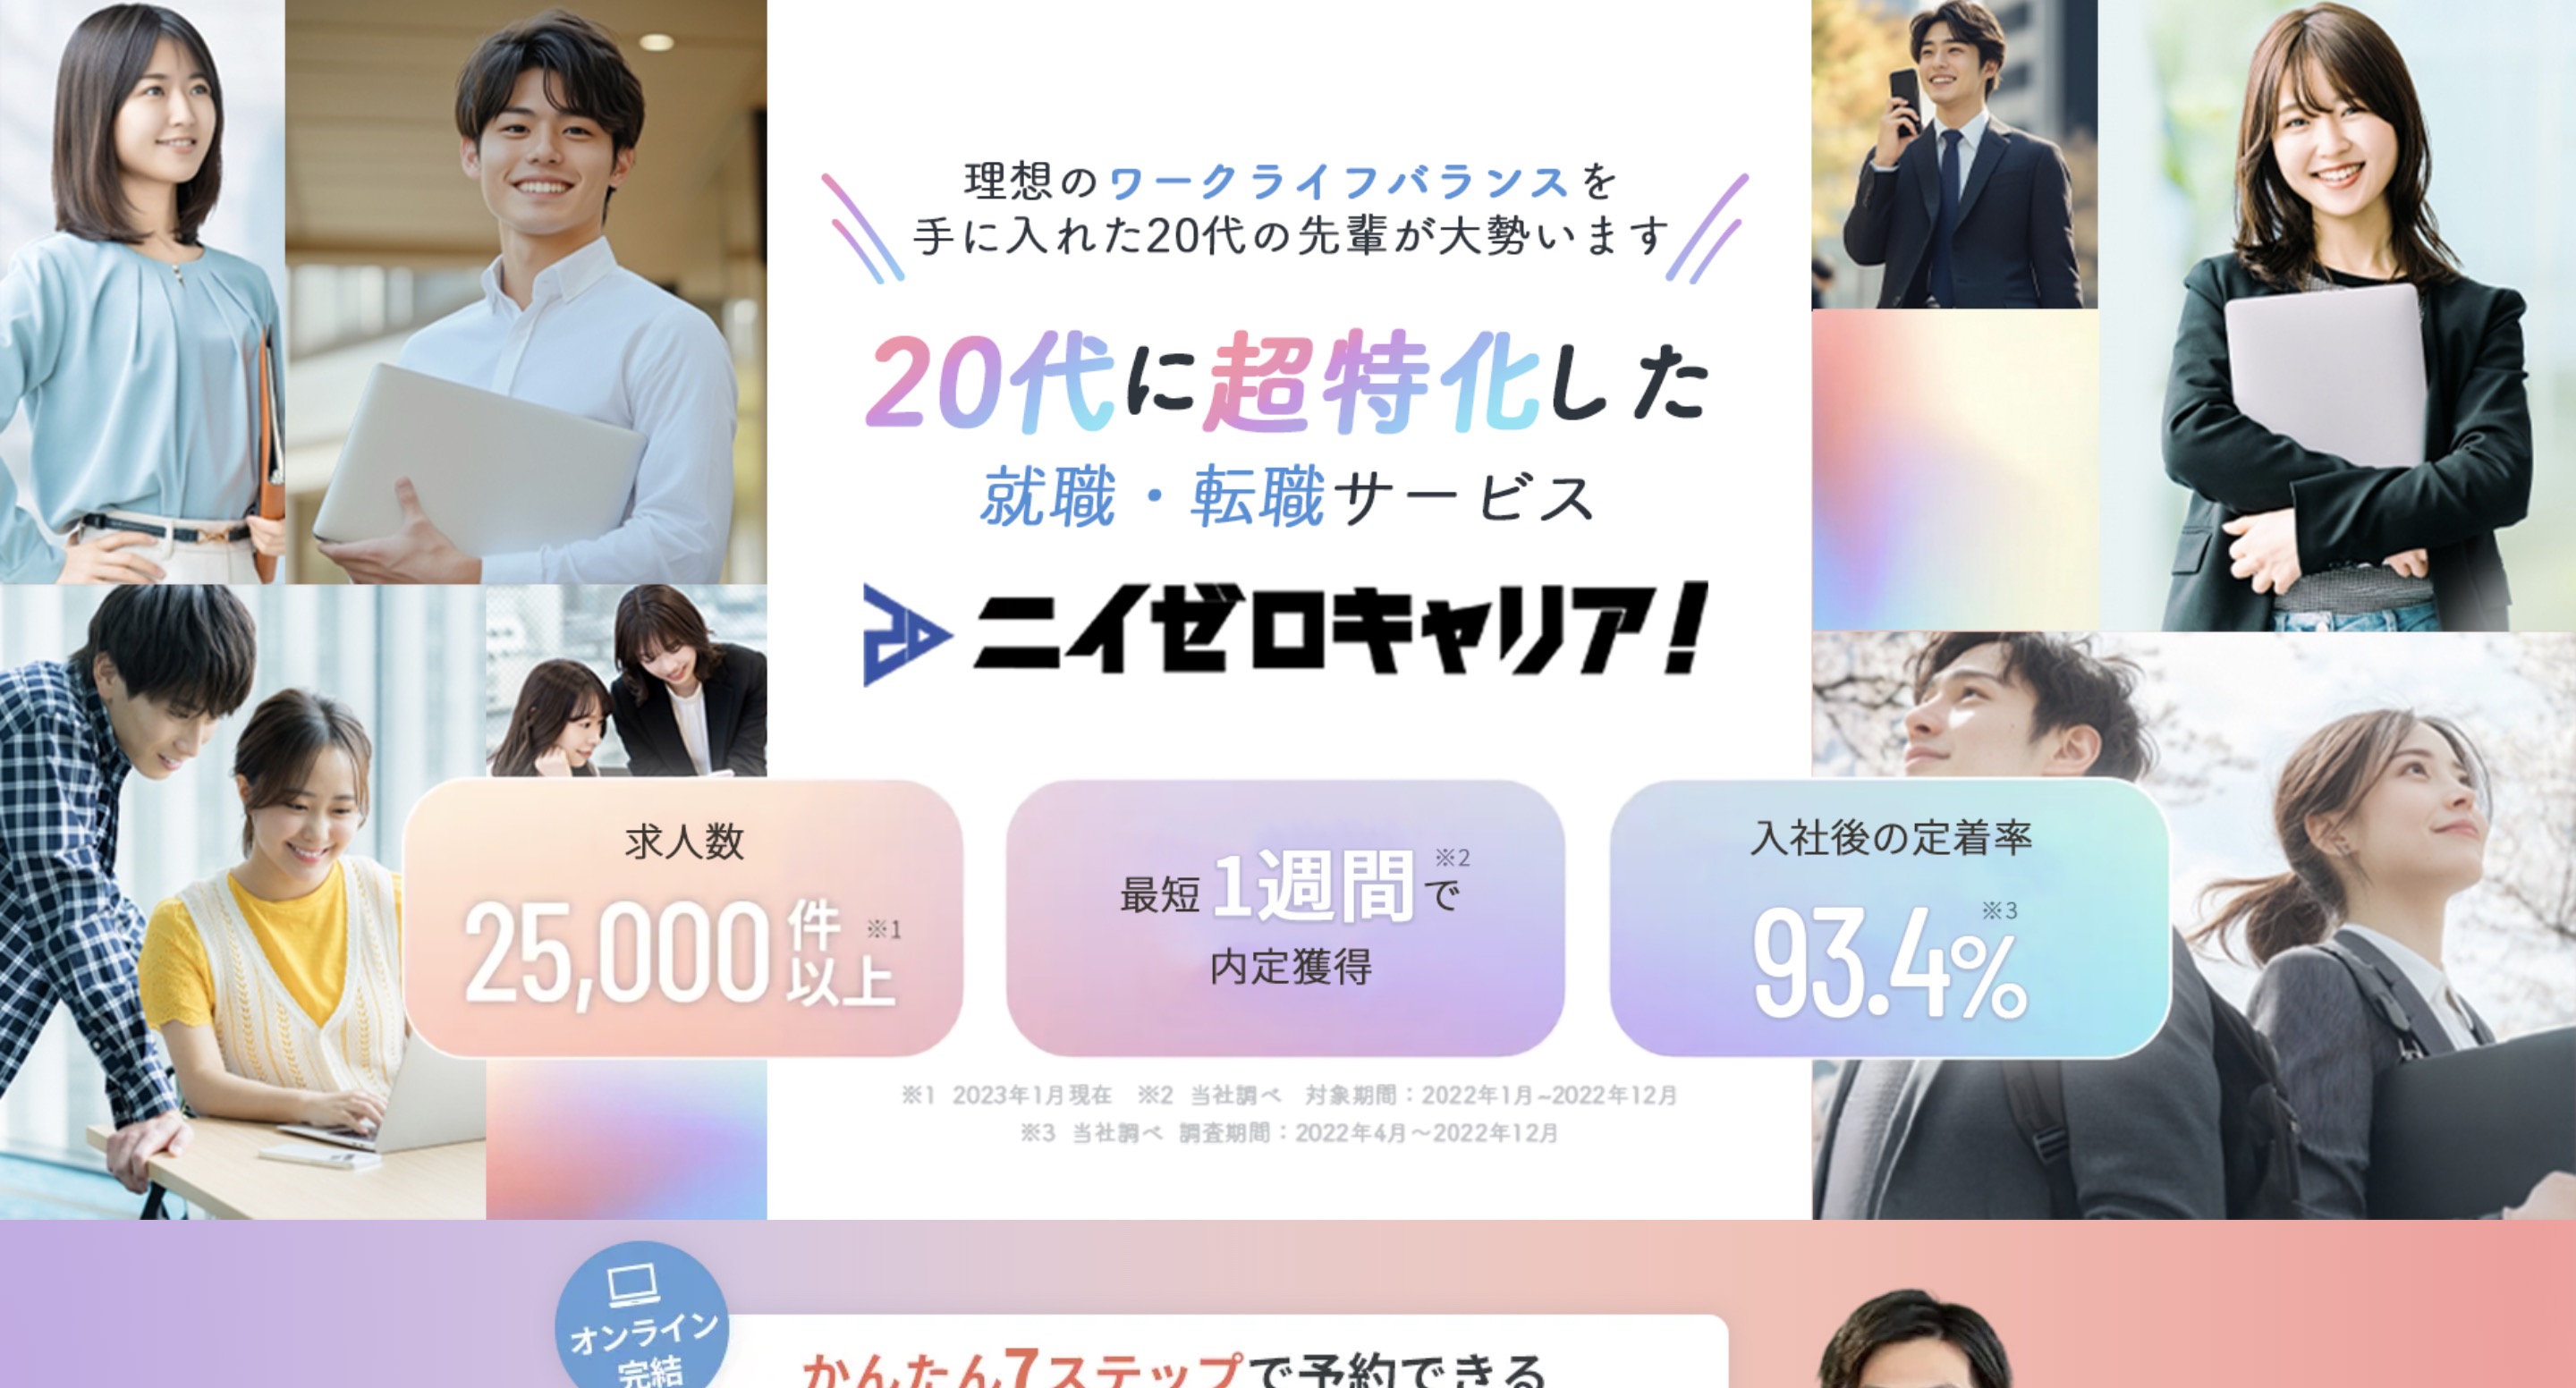 理想のワークライフバランスを
手に入れた20代の先輩が大勢います
20代に超特化した
就職・転職サービス
20 ニイゼロキャリア!
求人数
25,000件以上 ※1
最短1週間で ※2
内定獲得
入社後の定着率
93.4% ※3
※1 2023年1月現在 ※2 当社調べ 対象期間：2022年1月~2022年12月
※3 当社調べ 調査期間：2022年4月〜2022年12月
オンライン
完結
かんたん7ステップで予約できる